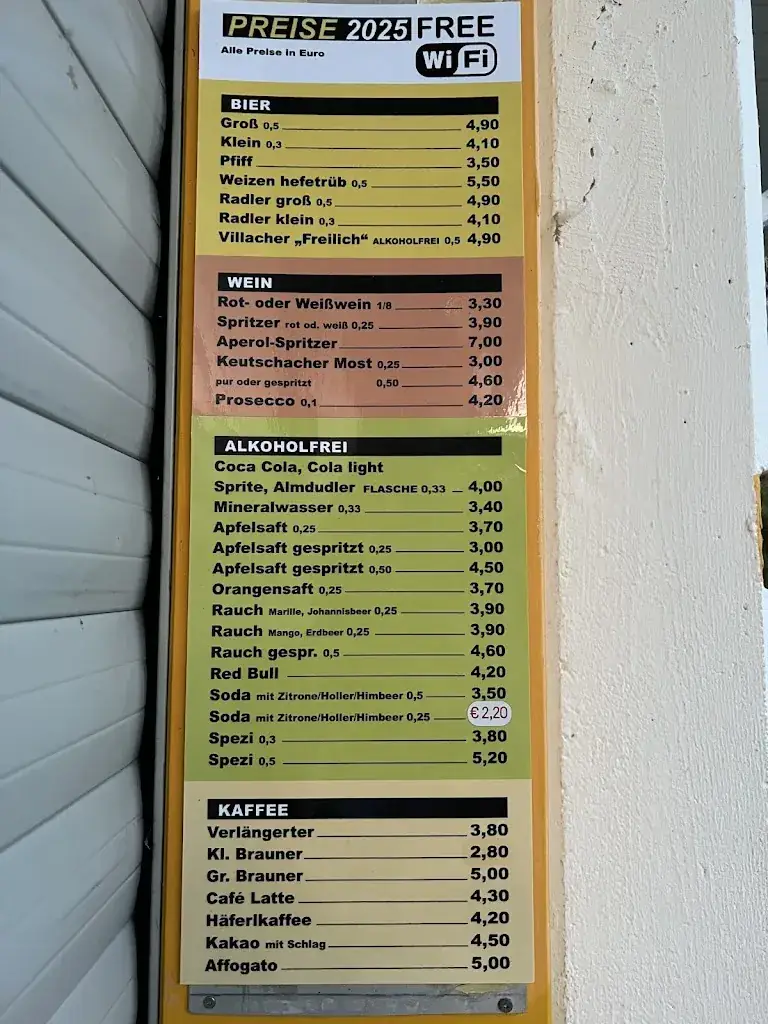 PREISE 2025 FREE
Alle Preise in Euro WiFi
BIER
Groß 0,5 4,90
Klein 0,3 4,10
Pfiff 3,50
Weizen hefetrüb 0,5 5,50
Radler groß 0,5 4,90
Radler klein 0,3 4,10
Villacher „Freilich“ ALKOHOLFREI 0,5 4,90
WEIN
Rot- oder Weißwein 1/8 3,30
Spritzer rot od. weiß 0,25 3,90
Aperol-Spritzer 7,00
Keutschacher Most 0,25 3,00
pur oder gespritzt 0,50 4,60
Prosecco 0,1 4,20
ALKOHOLFREI
Coca Cola, Cola light
Sprite, Almdudler FLASCHE 0,33 4,00
Mineralwasser 0,33 3,40
Apfelsaft 0,25 3,70
Apfelsaft gespritzt 0,25 3,00
Apfelsaft gespritzt 0,50 4,50
Orangensaft 0,25 3,70
Rauch Marille, Johannisbeer 0,25 3,90
Rauch Mango, Erdbeer 0,25 3,90
Rauch gespr. 0,5 4,60
Red Bull 4,20
Soda mit Zitrone/Holler/Himbeer 0,5 3,50
Soda mit Zitrone/Holler/Himbeer 0,25 € 2,20
Spezi 0,3 3,80
Spezi 0,5 5,20
KAFFEE
Verlängerter 3,80
Kl. Brauner 2,80
Gr. Brauner 5,00
Café Latte 4,30
Häferlkaffee 4,20
Kakao mit Schlag 4,50
Affogato 5,00